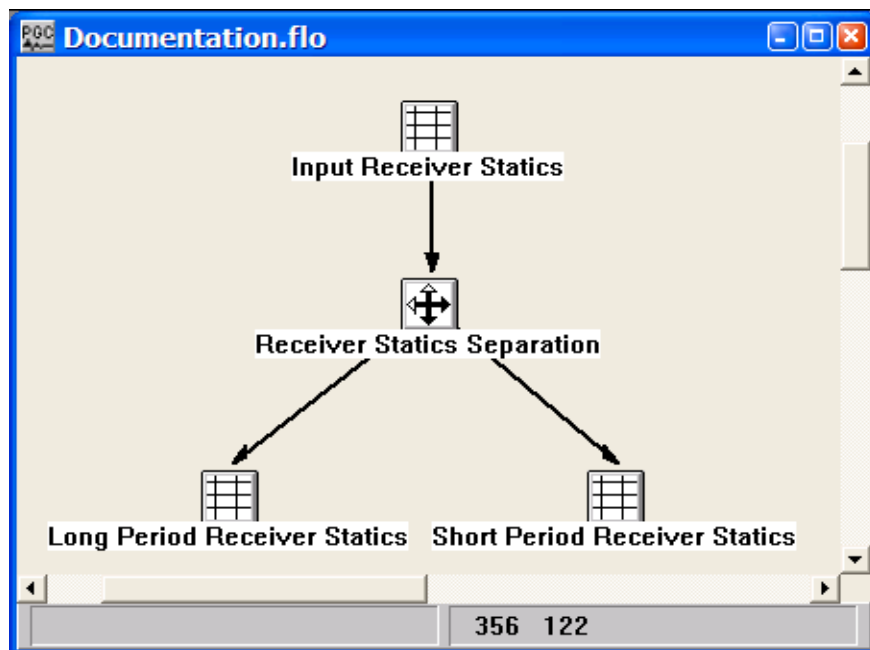 PGC Documentation.flo
Input Receiver Statics
Receiver Statics Separation
Long Period Receiver Statics
Short Period Receiver Statics
356 122